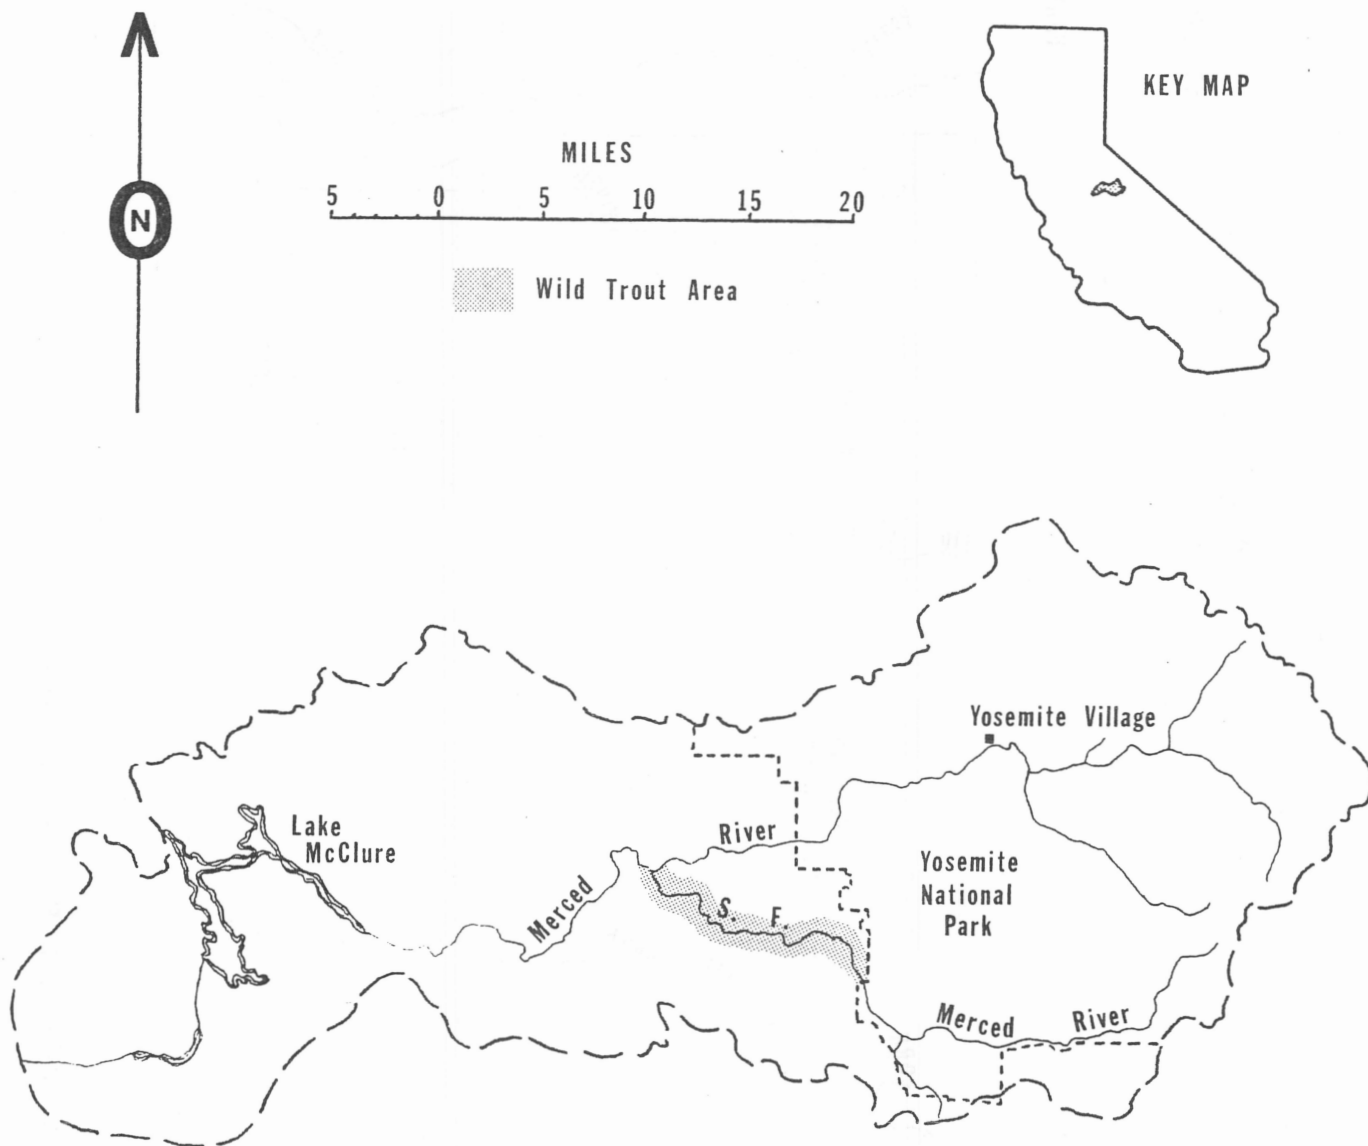 KEY MAP
MILES
5 0 5 10 15 20
N
Wild Trout Area
Yosemite Village
Lake
McClure
River
Merced
Yosemite
National
Park
S. F.
Merced River